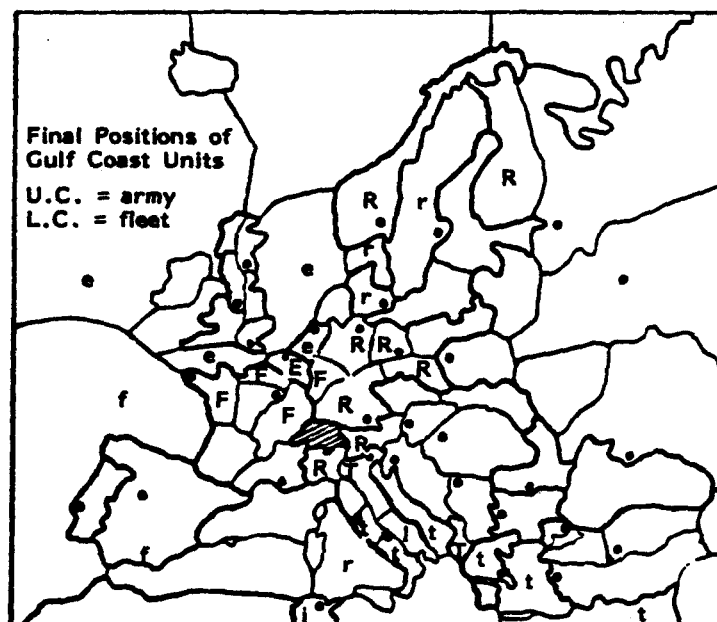 Final Positions of
Gulf Coast Units
U.C. = army
L.C. = fleet
R
R r
r
e e
r
R R
e e
F E F R
f F R
F
R
R T
t t t
f t T t
r t
t